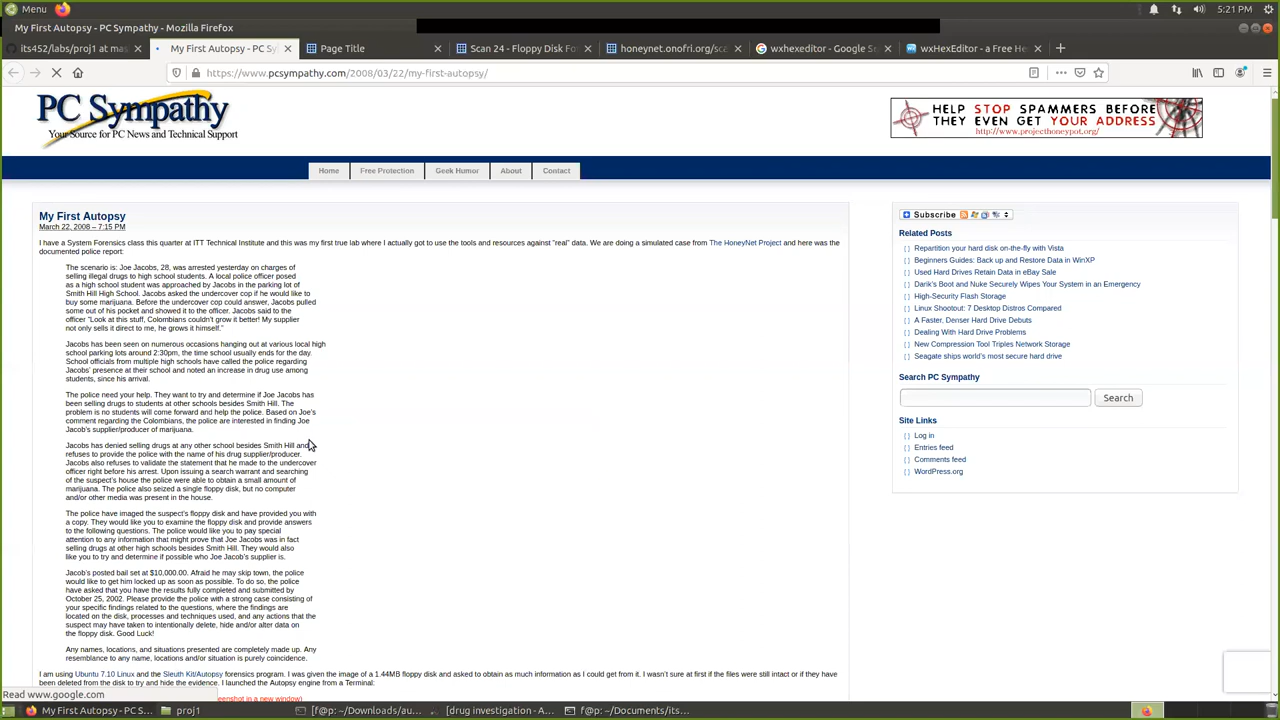 Menu
5:21 PM
My First Autopsy - PC Sympathy - Mozilla Firefox
its452/labs/proj1 at mas
My First Autopsy - PC Sy
Page Title
Scan 24 - Floppy Disk Fo
honeynet.onofri.org/sca
wxhexeditor - Google S
wxHexEditor - a Free He
https://www.pcsympathy.com/2008/03/22/my-first-autopsy/
PC Sympathy
Your Source for PC News and Technical Support
HELP STOP SPAMMERS BEFORE
THEY EVEN GET YOUR ADDRESS
http://www.projecthoneypot.org/
Home
Free Protection
Geek Humor
About
Contact
My First Autopsy
March 22, 2008 – 7:15 PM
I have a System Forensics class this quarter at ITT Technical Institute and this was my first true lab where I actually got to use the tools and resources against "real" data. We are doing a simulated case from The HoneyNet Project and here was the
documented police report:
The scenario is: Joe Jacobs, 28, was arrested yesterday on charges of
selling illegal drugs to high school students. A local police officer posed
as a high school student was approached by Jacobs in the parking lot of
Smith Hill High School. Jacobs asked the undercover cop if he would like to
buy some marijuana. Before the undercover cop could answer, Jacobs pulled
some out of his pocket and showed it to the officer. Jacobs said to the
officer "Look at this stuff, Colombians couldn't grow it better! My supplier
not only sells it direct to me, he grows it himself."
Jacobs has been seen on numerous occasions hanging out at various local high
school parking lots around 2:30pm, the time school usually ends for the day.
School officials from multiple high schools have called the police regarding
Jacobs' presence at their school and noted an increase in drug use among
students, since his arrival.
The police need your help. They want to try and determine if Joe Jacobs has
been selling drugs to students at other schools besides Smith Hill. The
problem is no students will come forward and help the police. Based on Joe's
comment regarding the Colombians, the police are interested in finding Joe
Jacob's supplier/producer of marijuana.
Jacobs has denied selling drugs at any other school besides Smith Hill and
refuses to provide the police with the name of his drug supplier/producer.
Jacobs also refuses to validate the statement that he made to the undercover
officer right before his arrest. Upon issuing a search warrant and searching
of the suspect's house the police were able to obtain a small amount of
marijuana. The police also seized a single floppy disk, but no computer
and/or other media was present in the house.
The police have imaged the suspect's floppy disk and have provided you with
a copy. They would like you to examine the floppy disk and provide answers
to the following questions. The police would like you to pay special
attention to any information that might prove that Joe Jacobs was in fact
selling drugs at other high schools besides Smith Hill. They would also
like you to try and determine if possible who Joe Jacob's supplier is.
Jacob's posted bail set at $10,000.00. Afraid he may skip town, the police
would like to get him locked up as soon as possible. To do so, the police
have asked that you have the results fully completed and submitted by
October 25, 2002. Please provide the police with a strong case consisting of
your specific findings related to the questions, where the findings are
located on the disk, processes and techniques used, and any actions that the
suspect may have taken to intentionally delete, hide and/or alter data on
the floppy disk. Good Luck!
Any names, locations, and situations presented are completely made up. Any
resemblance to any name, locations and/or situation is purely coincidence.
I am using Ubuntu 7.10 Linux and the Sleuth Kit/Autopsy forensics program. I was given the image of a 1.44MB floppy disk and asked to obtain as much information as I could get from it. I wasn't sure at first if the files were still intact or if they have
been deleted from the disk to try and hide the evidence. I launched the Autopsy engine from a Terminal:
eenshot in a new window)
Subscribe
Related Posts
Repartition your hard disk on-the-fly with Vista
Beginners Guides: Back up and Restore Data in WinXP
Used Hard Drives Retain Data in eBay Sale
Darik's Boot and Nuke Securely Wipes Your System in an Emergency
High-Security Flash Storage
Linux Shootout: 7 Desktop Distros Compared
A Faster, Denser Hard Drive Debuts
Dealing With Hard Drive Problems
New Compression Tool Triples Network Storage
Seagate ships world's most secure hard drive
Search PC Sympathy
Search
Site Links
Log in
Entries feed
Comments feed
WordPress.org
Read www.google.com
My First Autopsy - PC S...
proj1
[f@p: ~/Downloads/au...
[drug investigation - A...
f@p: ~/Documents/its...